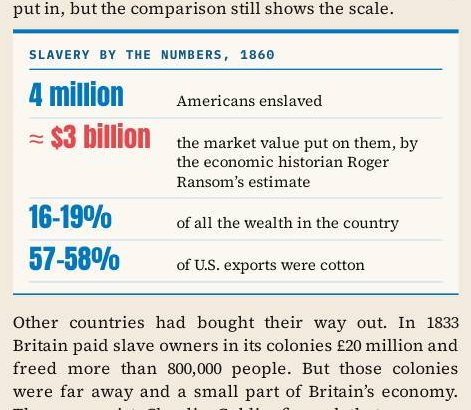 put in, but the comparison still shows the scale.
SLAVERY BY THE NUMBERS, 1860
4 million Americans enslaved
≈ $3 billion the market value put on them, by
the economic historian Roger
Ransom's estimate
16-19% of all the wealth in the country
57-58% of U.S. exports were cotton
Other countries had bought their way out. In 1833
Britain paid slave owners in its colonies £20 million and
freed more than 800,000 people. But those colonies
were far away and a small part of Britain's economy.